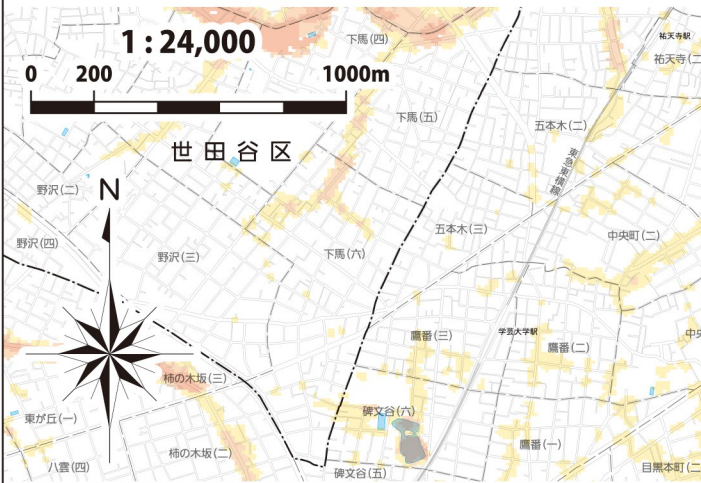 1:24,000
0 200 1000m
世田谷区
下馬(四)
祐天寺駅
祐天寺(二
下馬(五)
五本木(二)
東急東横線
野沢(二)
N
野沢(四)
野沢(三)
下馬(六)
五本木(三)
中央町(二)
鷹番(三)
学芸大学駅
鷹番(二)
中央
柿の木坂(三)
東が丘(一)
碑文谷(六)
八雲(四)
柿の木坂(二)
碑文谷(五)
鷹番(一)
目黒本町(二